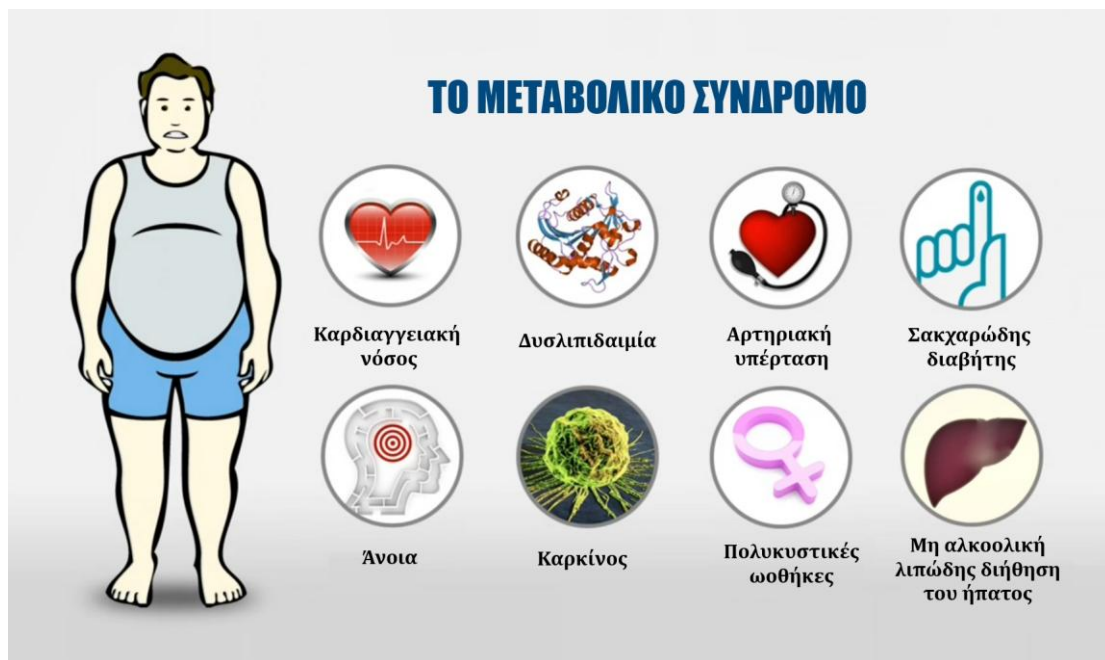 ΤΟ ΜΕΤΑΒΟΛΙΚΟ ΣΥΝΔΡΟΜΟ
Καρδιαγγειακή
νόσος
Δυσλιπιδαιμία
Αρτηριακή
υπέρταση
Σακχαρώδης
διαβήτης
Άνοια
Καρκίνος
Πολυκυστικές
ωοθήκες
Μη αλκοολική
λιπώδης διήθηση
του ήπατος